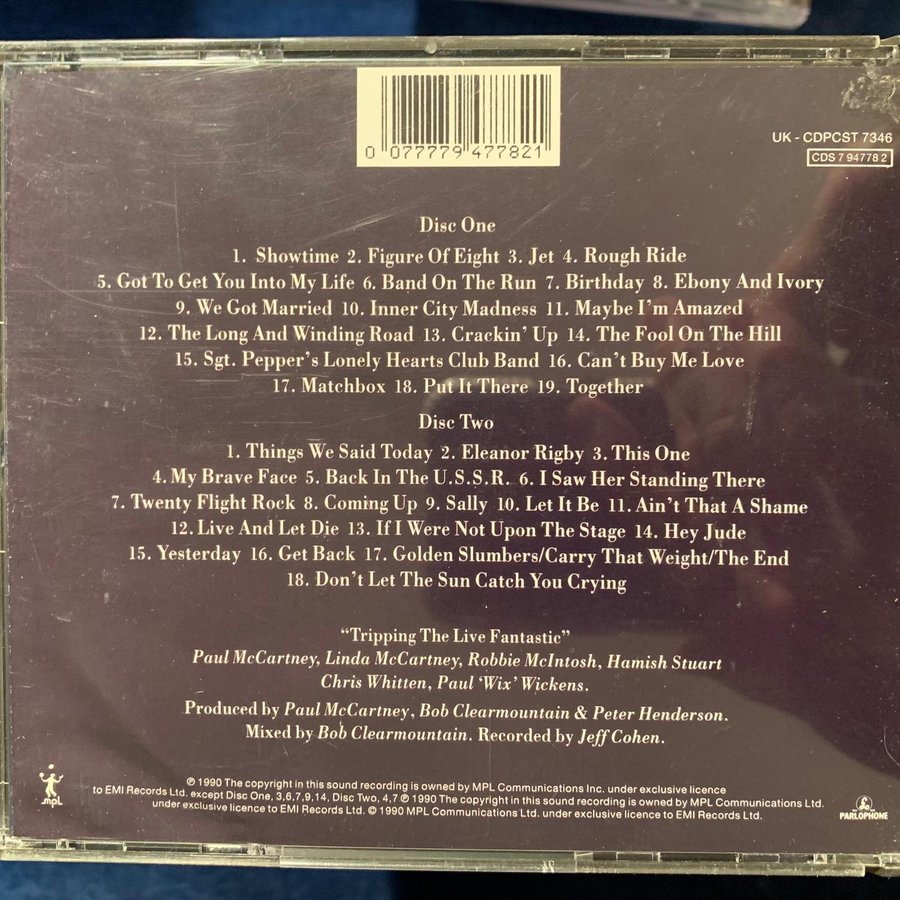 0 077779 477821
UK - CDPCST 7346
CDS 7 94778 2
Disc One
1. Showtime 2. Figure Of Eight 3. Jet 4. Rough Ride
5. Got To Get You Into My Life 6. Band On The Run 7. Birthday 8. Ebony And Ivory
9. We Got Married 10. Inner City Madness 11. Maybe I'm Amazed
12. The Long And Winding Road 13. Crackin' Up 14. The Fool On The Hill
15. Sgt. Pepper's Lonely Hearts Club Band 16. Can't Buy Me Love
17. Matchbox 18. Put It There 19. Together
Disc Two
1. Things We Said Today 2. Eleanor Rigby 3. This One
4. My Brave Face 5. Back In The U.S.S.R. 6. I Saw Her Standing There
7. Twenty Flight Rock 8. Coming Up 9. Sally 10. Let It Be 11. Ain't That A Shame
12. Live And Let Die 13. If I Were Not Upon The Stage 14. Hey Jude
15. Yesterday 16. Get Back 17. Golden Slumbers/Carry That Weight/The End
18. Don't Let The Sun Catch You Crying
"Tripping The Live Fantastic"
Paul McCartney, Linda McCartney, Robbie McIntosh, Hamish Stuart
Chris Whitten, Paul 'Wix' Wickens.
Produced by Paul McCartney, Bob Clearmountain & Peter Henderson.
Mixed by Bob Clearmountain. Recorded by Jeff Cohen.
℗ 1990 The copyright in this sound recording is owned by MPL Communications Inc. under exclusive licence
to EMI Records Ltd. except Disc One, 3,6,7,9,14, Disc Two, 4,7 ℗ 1990 The copyright in this sound recording is owned by MPL Communications Ltd.
under exclusive licence to EMI Records Ltd. © 1990 MPL Communications Ltd. under exclusive licence to EMI Records Ltd.
MPL
PARLOPHONE